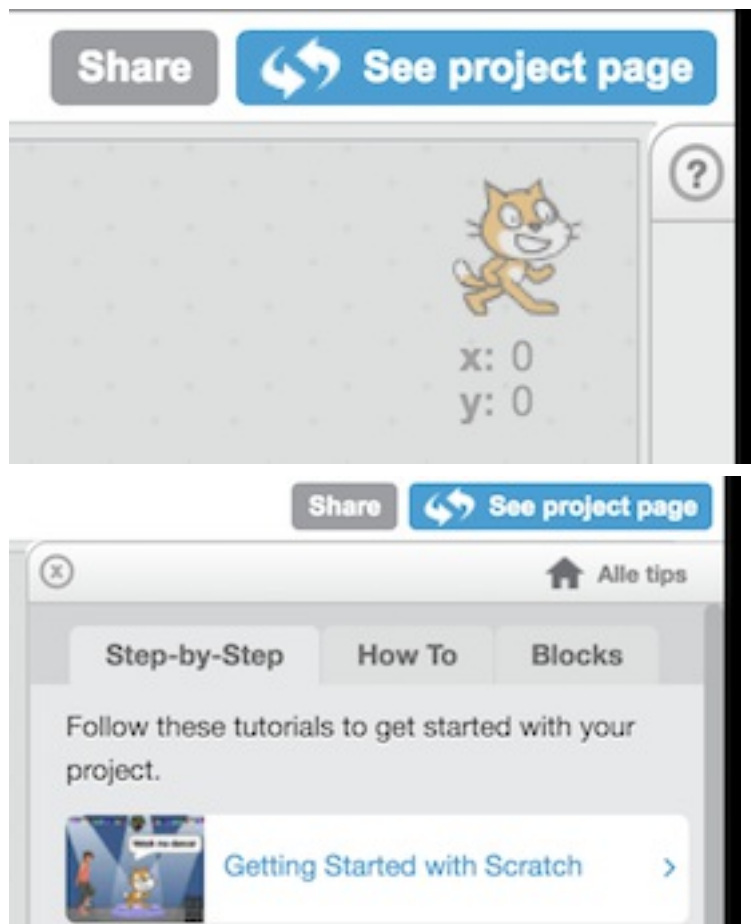 Share See project page
?
x: 0
y: 0
Share See project page
x Alle tips
Step-by-Step How To Blocks
Follow these tutorials to get started with your
project.
Getting Started with Scratch >